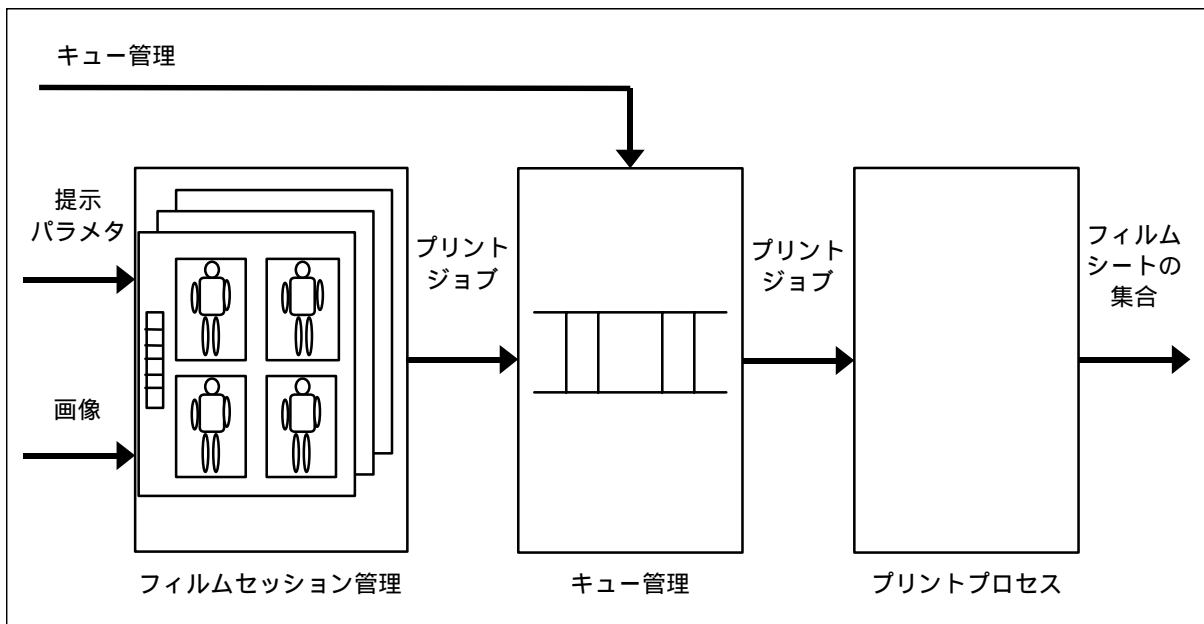 キュー管理
提示
パラメタ
画像
プリント
ジョブ
プリント
ジョブ
フィルム
シートの
集合
フィルムセッション管理
キュー管理
プリントプロセス